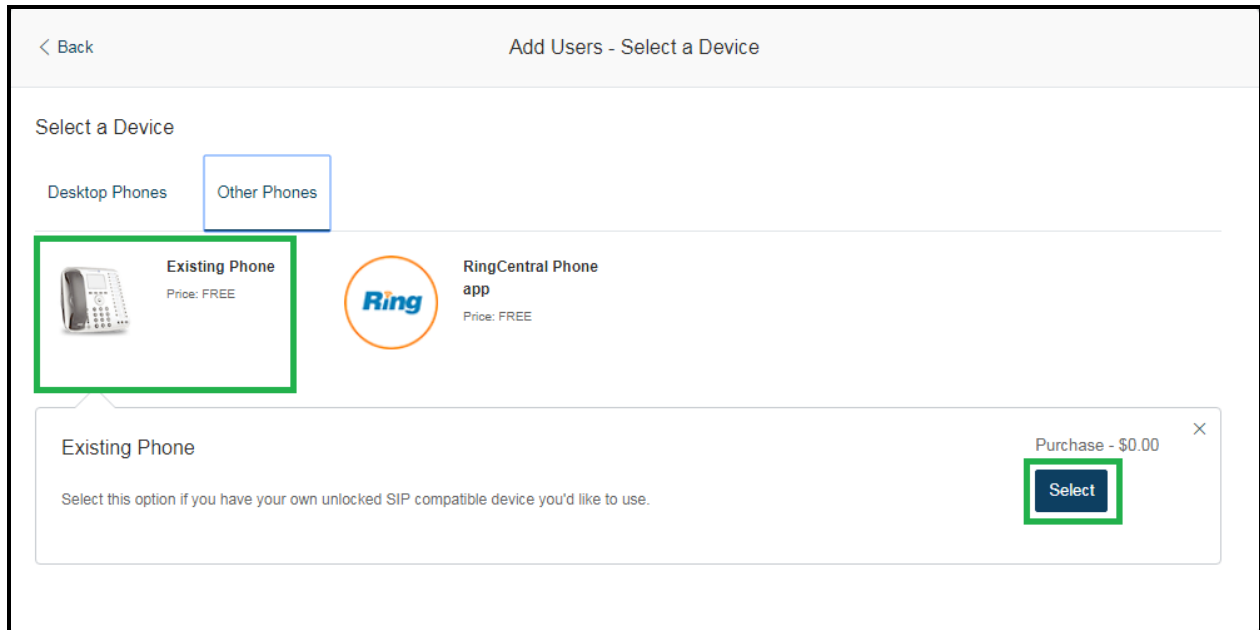 Back
Add Users - Select a Device
Select a Device
Desktop Phones
Other Phones
Existing Phone
Price: FREE
Ring
RingCentral Phone
app
Price: FREE
Existing Phone
Purchase - $0.00
Select this option if you have your own unlocked SIP compatible device you'd like to use.
Select